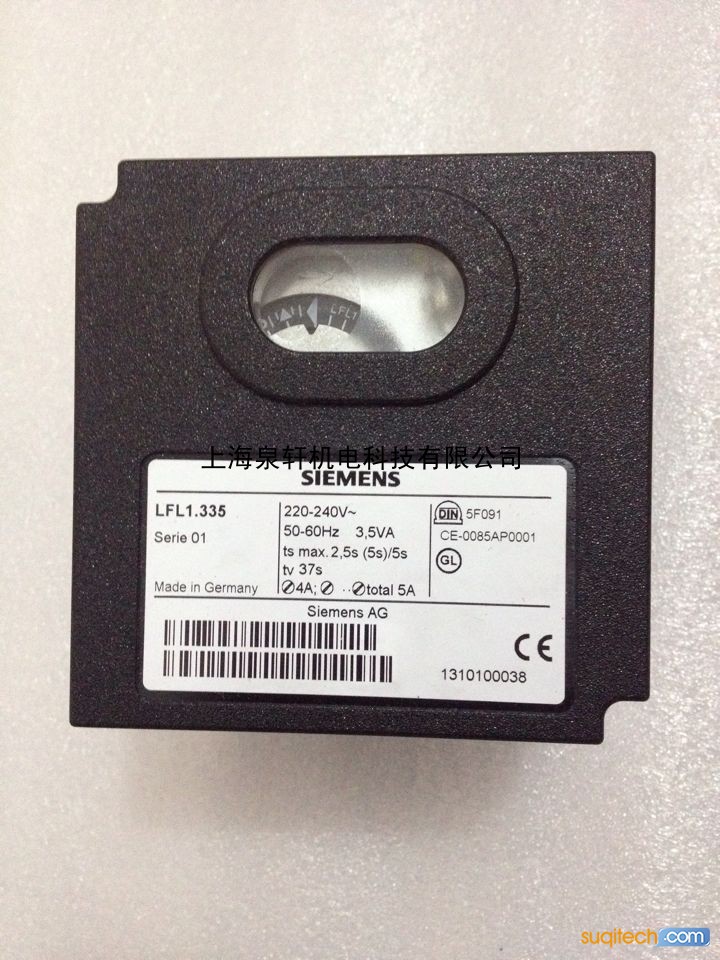 LFL1
上海泉轩机电科技有限公司
SIEMENS
LFL1.335
Serie 01
Made in Germany
220-240V~
50-60Hz 3,5VA
ts max. 2,5s (5s)/5s
tv 37s
4A; ··total 5A
DIN 5F091
CE-0085AP0001
GL
Siemens AG
CE
1310100038
suqitech.com